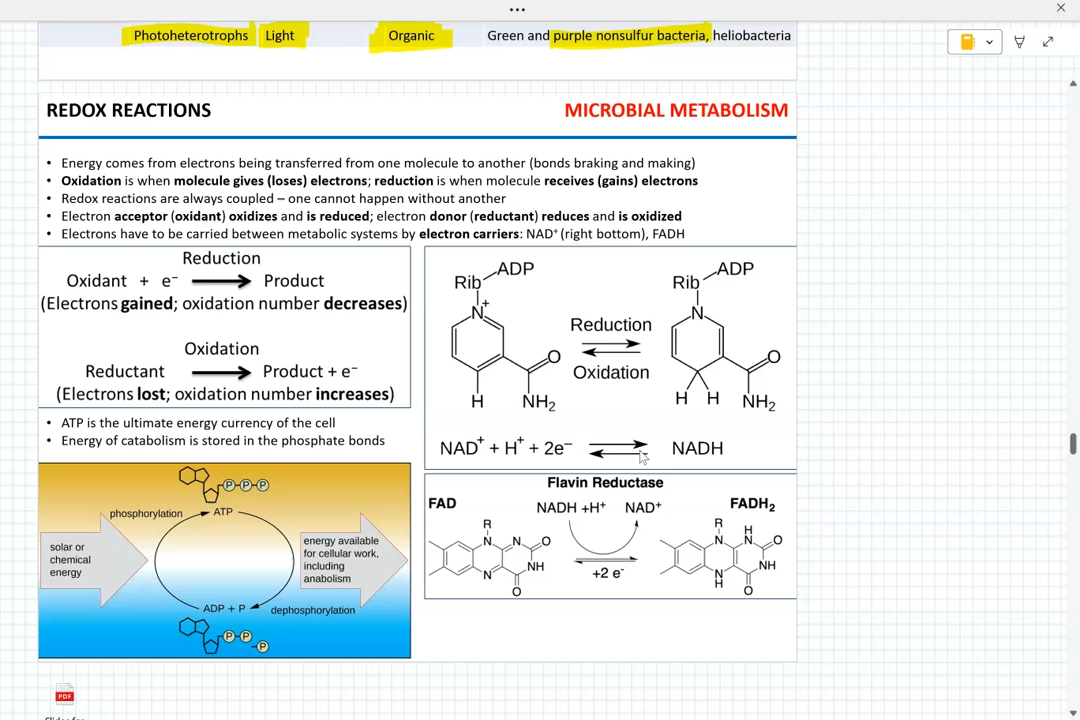 Photoheterotrophs Light Organic Green and purple nonsulfur bacteria, heliobacteria
REDOX REACTIONS MICROBIAL METABOLISM
• Energy comes from electrons being transferred from one molecule to another (bonds braking and making)
• Oxidation is when molecule gives (loses) electrons; reduction is when molecule receives (gains) electrons
• Redox reactions are always coupled – one cannot happen without another
• Electron acceptor (oxidant) oxidizes and is reduced; electron donor (reductant) reduces and is oxidized
• Electrons have to be carried between metabolic systems by electron carriers: NAD⁺ (right bottom), FADH
Reduction
Oxidant + e⁻ Product
(Electrons gained; oxidation number decreases)
Oxidation
Reductant Product + e⁻
(Electrons lost; oxidation number increases)
• ATP is the ultimate energy currency of the cell
• Energy of catabolism is stored in the phosphate bonds
P P P
phosphorylation ATP
solar or
chemical
energy
energy available
for cellular work,
including
anabolism
ADP + P dephosphorylation
P P
P
ADP ADP
Rib Rib
N⁺ N
Reduction
Oxidation
O O
H NH₂ H H NH₂
NAD⁺ + H⁺ + 2e⁻ NADH
Flavin Reductase
FAD NADH +H⁺ NAD⁺ FADH₂
R R H
N N O N N O
NH NH
N N
O H O
+2 e⁻
PDF